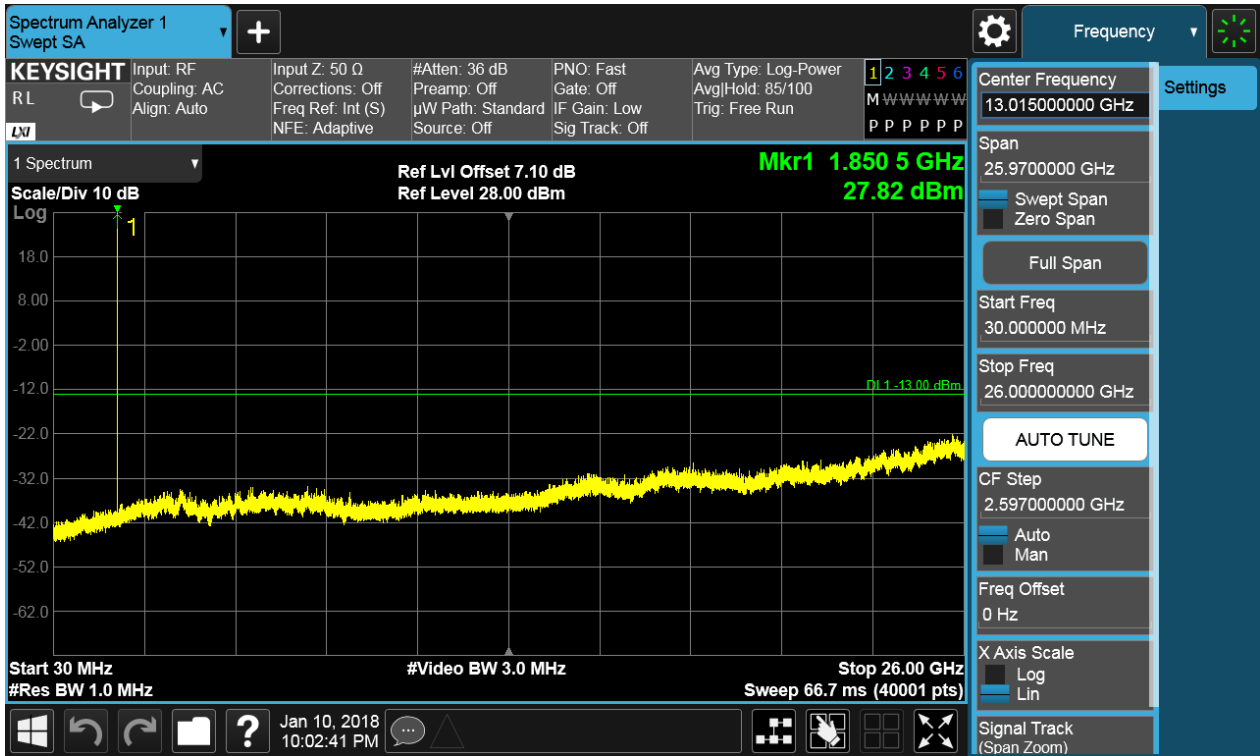 Spectrum Analyzer 1
Swept SA
Frequency
KEYSIGHT
RL
LXI
Input: RF
Coupling: AC
Align: Auto
Input Z: 50 Ω
Corrections: Off
Freq Ref: Int (S)
NFE: Adaptive
#Atten: 36 dB
Preamp: Off
µW Path: Standard
Source: Off
PNO: Fast
Gate: Off
IF Gain: Low
Sig Track: Off
Avg Type: Log-Power
Avg|Hold: 85/100
Trig: Free Run
1 2 3 4 5 6
M W W W W W
P P P P P P
1 Spectrum
Scale/Div 10 dB
Ref Lvl Offset 7.10 dB
Ref Level 28.00 dBm
Mkr1 1.850 5 GHz
27.82 dBm
Log
1
18.0
8.00
-2.00
-12.0
DL1 -13.00 dBm
-22.0
-32.0
-42.0
-52.0
-62.0
Start 30 MHz
#Res BW 1.0 MHz
#Video BW 3.0 MHz
Stop 26.00 GHz
Sweep 66.7 ms (40001 pts)
Center Frequency
13.015000000 GHz
Settings
Span
25.9700000 GHz
Swept Span
Zero Span
Full Span
Start Freq
30.000000 MHz
Stop Freq
26.000000000 GHz
AUTO TUNE
CF Step
2.597000000 GHz
Auto
Man
Freq Offset
0 Hz
X Axis Scale
Log
Lin
Signal Track
(Span Zoom)
?
Jan 10, 2018
10:02:41 PM